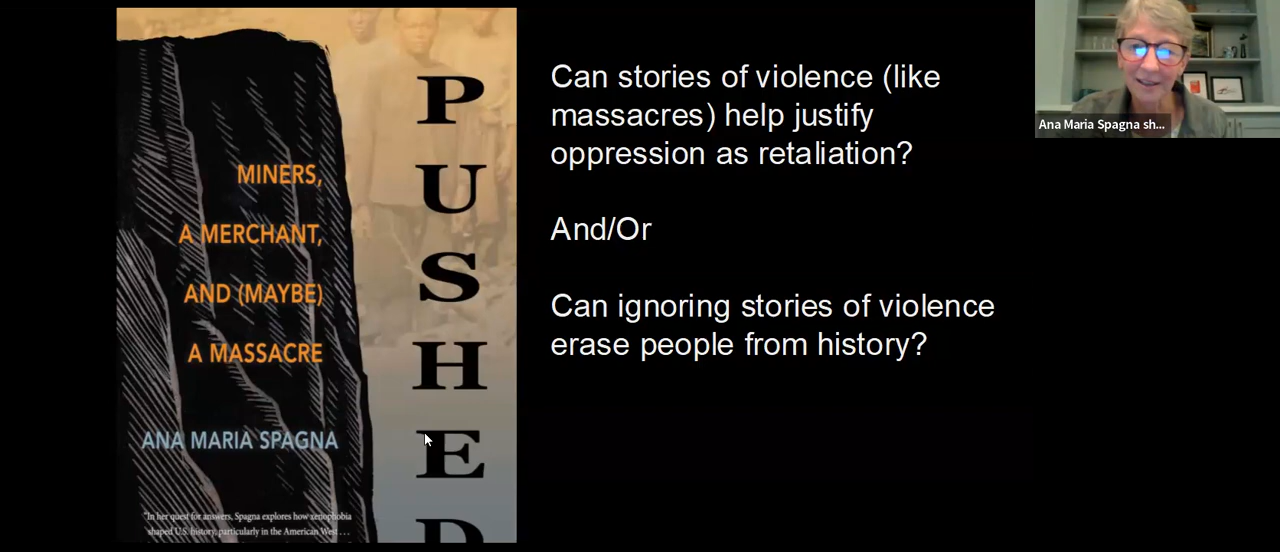 MINERS,
A MERCHANT,
AND (MAYBE)
A MASSACRE
ANA MARIA SPAGNA
"In her quest for answers, Spagna explores how xenophobia
shaped U.S. history, particularly in the American West . . .
PUSHED
Can stories of violence (like
massacres) help justify
oppression as retaliation?
And/Or
Can ignoring stories of violence
erase people from history?
Ana Maria Spagna sh...